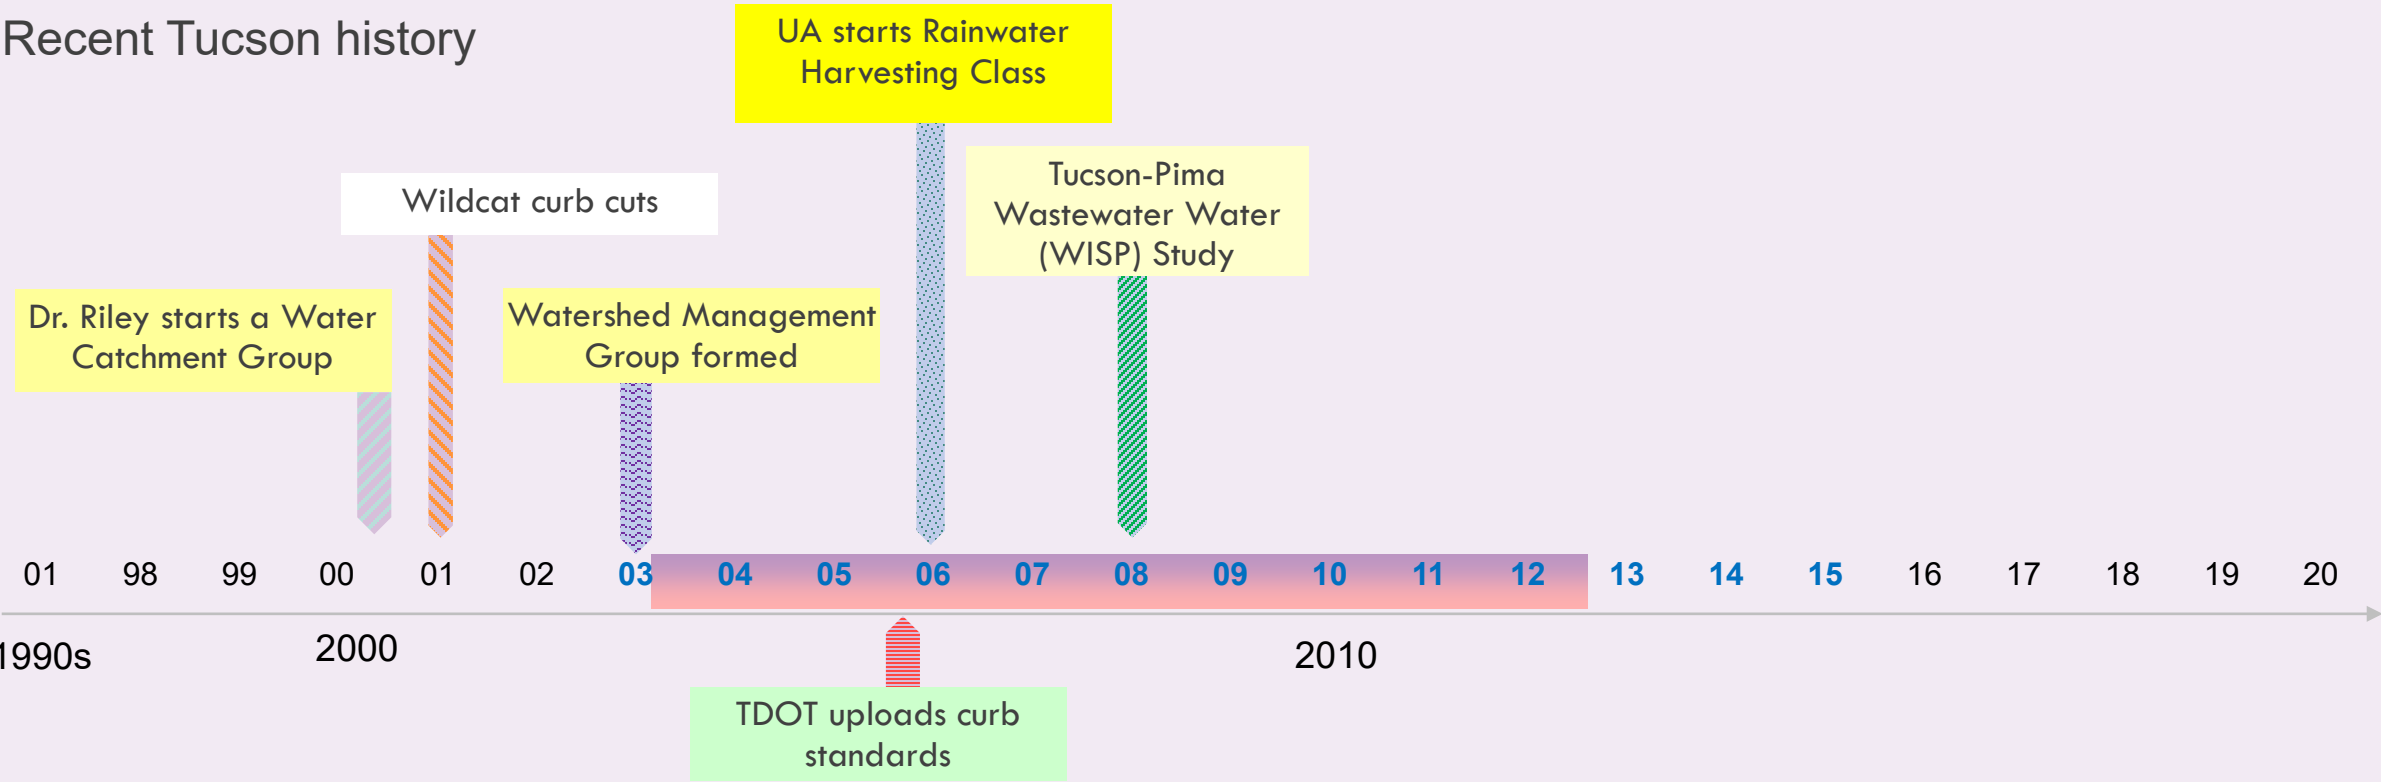 Recent Tucson history
UA starts Rainwater
Harvesting Class
Tucson-Pima
Wastewater Water
(WISP) Study
Wildcat curb cuts
Dr. Riley starts a Water
Catchment Group
Watershed Management
Group formed
01 98 99 00 01 02 03 04 05 06 07 08 09 10 11 12 13 14 15 16 17 18 19 20
1990s 2000 2010
TDOT uploads curb
standards